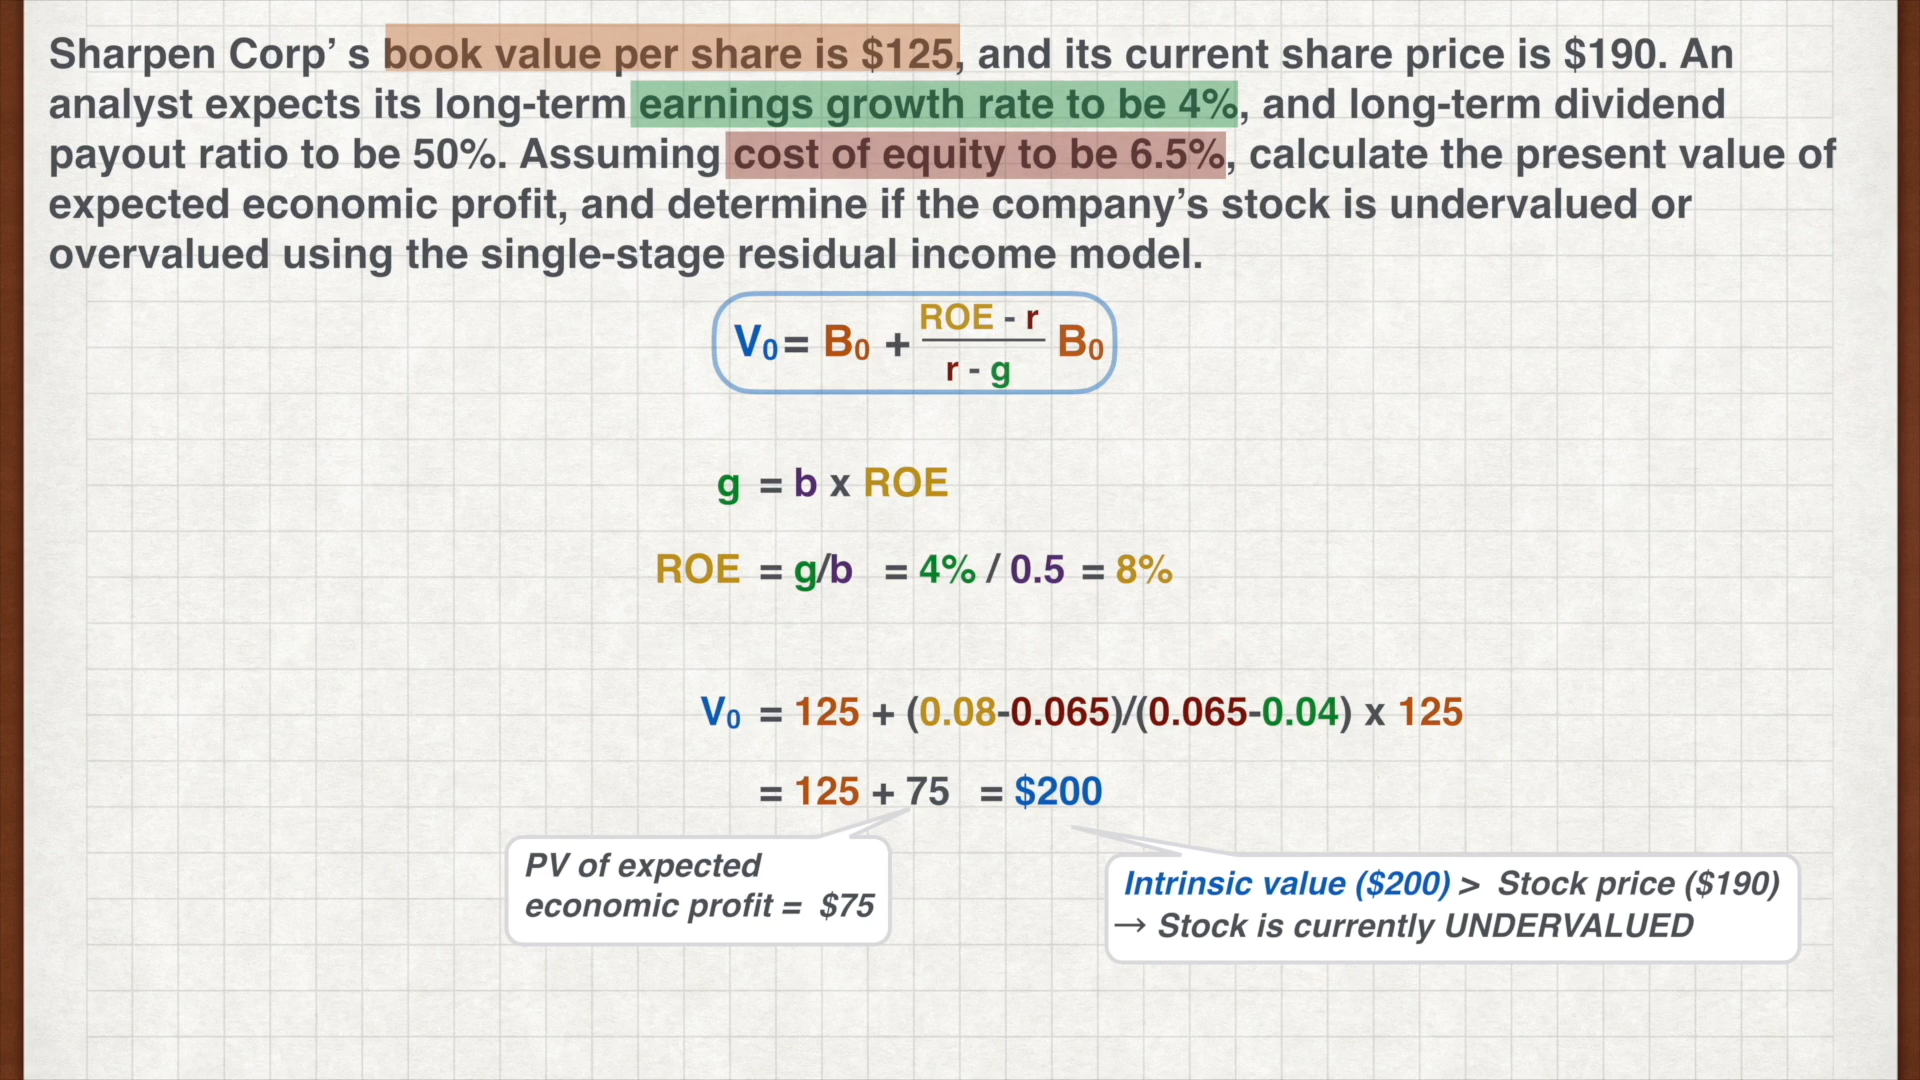 Sharpen Corp’ s book value per share is $125, and its current share price is $190. An
analyst expects its long-term earnings growth rate to be 4%, and long-term dividend
payout ratio to be 50%. Assuming cost of equity to be 6.5%, calculate the present value of
expected economic profit, and determine if the company’s stock is undervalued or
overvalued using the single-stage residual income model.
V₀ = B₀ + (ROE - r)/(r - g) B₀
g = b x ROE
ROE = g/b = 4% / 0.5 = 8%
V₀ = 125 + (0.08-0.065)/(0.065-0.04) x 125
= 125 + 75 = $200
PV of expected
economic profit = $75
Intrinsic value ($200) > Stock price ($190)
→ Stock is currently UNDERVALUED